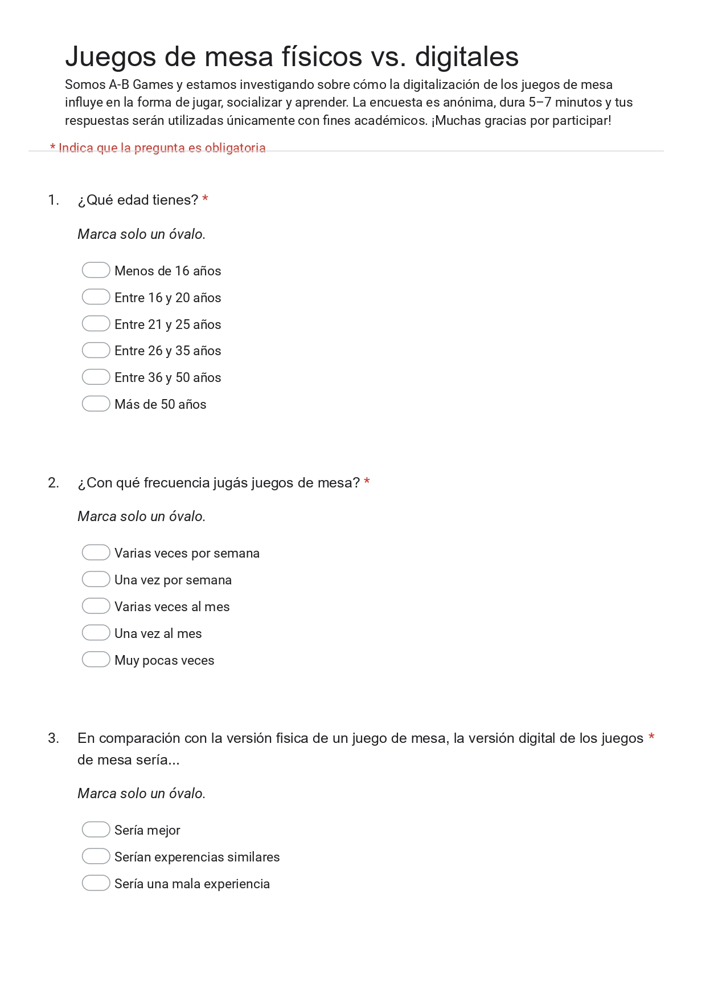 Juegos de mesa físicos vs. digitales
Somos A-B Games y estamos investigando sobre cómo la digitalización de los juegos de mesa
influye en la forma de jugar, socializar y aprender. La encuesta es anónima, dura 5–7 minutos y tus
respuestas serán utilizadas únicamente con fines académicos. ¡Muchas gracias por participar!
* Indica que la pregunta es obligatoria
1. ¿Qué edad tienes? *
Marca solo un óvalo.
Menos de 16 años
Entre 16 y 20 años
Entre 21 y 25 años
Entre 26 y 35 años
Entre 36 y 50 años
Más de 50 años
2. ¿Con qué frecuencia jugás juegos de mesa? *
Marca solo un óvalo.
Varias veces por semana
Una vez por semana
Varias veces al mes
Una vez al mes
Muy pocas veces
3. En comparación con la versión fisica de un juego de mesa, la versión digital de los juegos *
de mesa sería...
Marca solo un óvalo.
Sería mejor
Serían experencias similares
Sería una mala experiencia